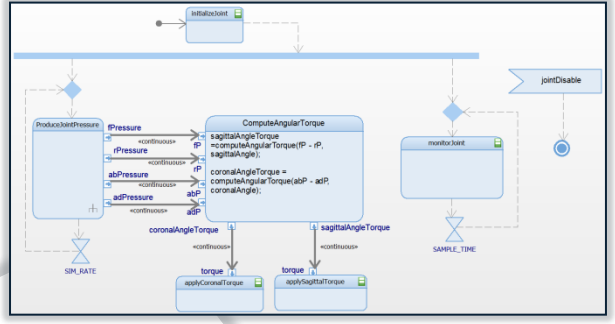 initializeJoint
jointDisable
ProduceJointPressure
fPressure
«continuous»
fP
rPressure
«continuous»
rP
abPressure
«continuous»
abP
adPressure
«continuous»
adP
ComputeAngularTorque
sagittalAngleTorque
=computeAngularTorque(fP - rP,
sagittalAngle);
coronalAngleTorque =
computeAngularTorque(abP - adP,
coronalAngle);
monitorJoint
coronalAngleTorque
sagittalAngleTorque
«continuous»
«continuous»
SIM_RATE
SAMPLE_TIME
torque
torque
applyCoronalTorque
applySagittalTorque